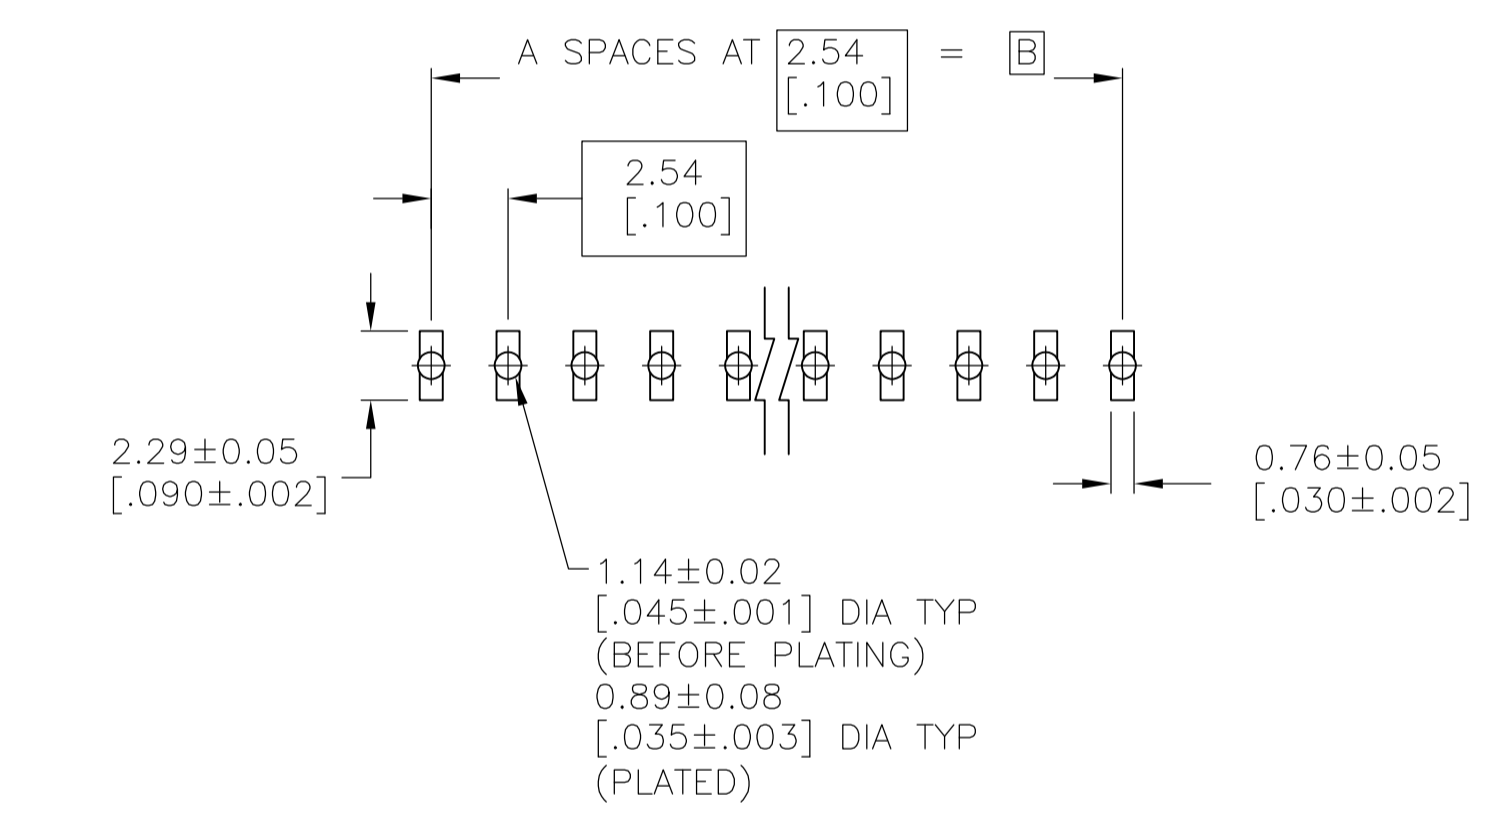 A SPACES AT 2.54 = B
[.100]
2.54
[.100]
2.29±0.05
[.090±.002]
0.76±0.05
[.030±.002]
1.14±0.02
[.045±.001] DIA TYP
(BEFORE PLATING)
0.89±0.08
[.035±.003] DIA TYP
(PLATED)